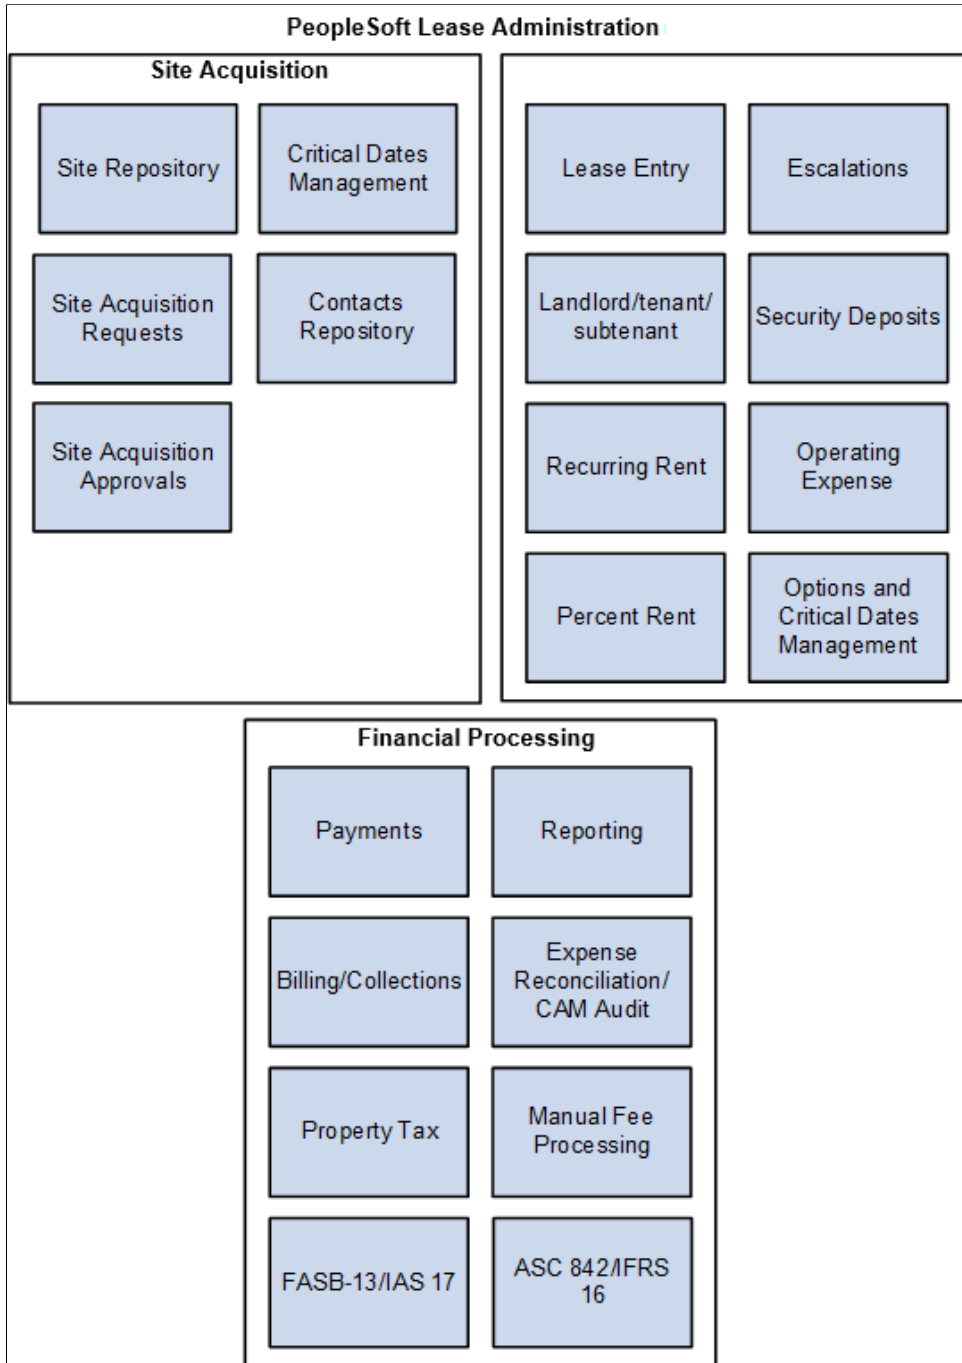 PeopleSoft Lease Administration
Site Acquisition
Site Repository
Critical Dates
Management
Site Acquisition
Requests
Contacts
Repository
Site Acquisition
Approvals
Lease Entry
Escalations
Landlord/tenant/
subtenant
Security Deposits
Recurring Rent
Operating
Expense
Percent Rent
Options and
Critical Dates
Management
Financial Processing
Payments
Reporting
Billing/Collections
Expense
Reconciliation/
CAM Audit
Property Tax
Manual Fee
Processing
FASB-13/IAS 17
ASC 842/IFRS
16